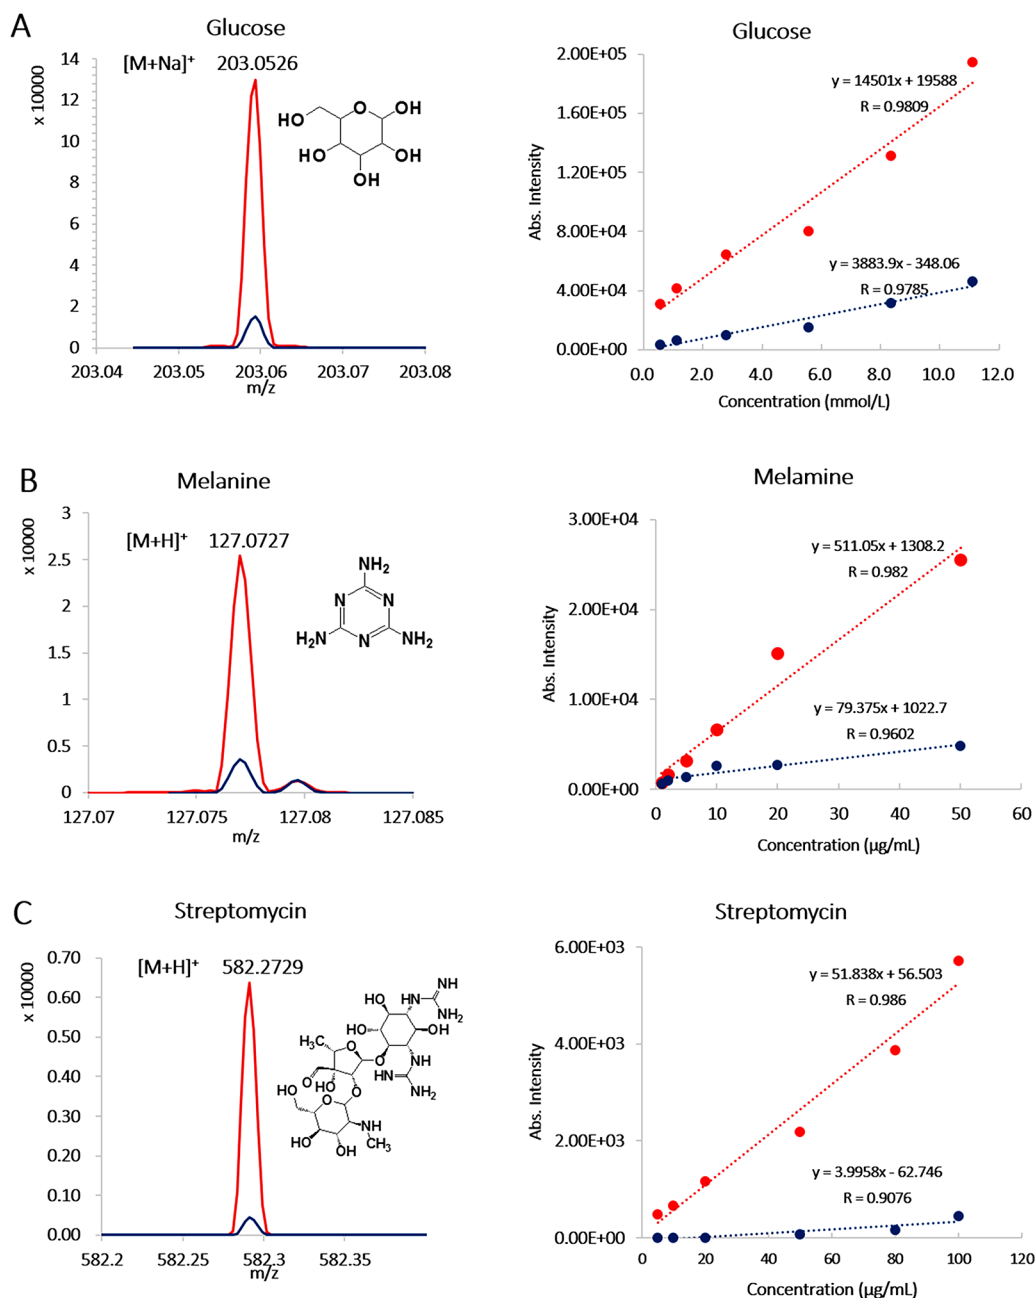 A
Glucose
x 10000
[M+Na]⁺ 203.0526
14
12
10
8
6
4
2
0
203.04 203.05 203.06 203.07 203.08
m/z
HO
O
OH
HO
OH
OH
Glucose
Abs. Intensity
2.00E+05
1.60E+05
1.20E+05
8.00E+04
4.00E+04
0.00E+00
y = 14501x + 19588
R = 0.9809
y = 3883.9x - 348.06
R = 0.9785
0.0 2.0 4.0 6.0 8.0 10.0 12.0
Concentration (mmol/L)
B
Melanine
x 10000
[M+H]⁺ 127.0727
3
2.5
2
1.5
1
0.5
0
127.07 127.075 127.08 127.085
m/z
NH2
N N
H2N N NH2
Melamine
Abs. Intensity
3.00E+04
2.00E+04
1.00E+04
0.00E+00
y = 511.05x + 1308.2
R = 0.982
y = 79.375x + 1022.7
R = 0.9602
0 10 20 30 40 50 60
Concentration (µg/mL)
C
Streptomycin
x 10000
[M+H]⁺ 582.2729
0.70
0.60
0.50
0.40
0.30
0.20
0.10
0.00
582.2 582.25 582.3 582.35
m/z
NH
HO HN
NH2
HO OH
H3C O
O NH
O HO HN NH2
HO O
O
HO NH
HO OH CH3
Streptomycin
Abs. Intensity
6.00E+03
4.00E+03
2.00E+03
0.00E+00
y = 51.838x + 56.503
R = 0.986
y = 3.9958x - 62.746
R = 0.9076
0 20 40 60 80 100 120
Concentration (µg/mL)